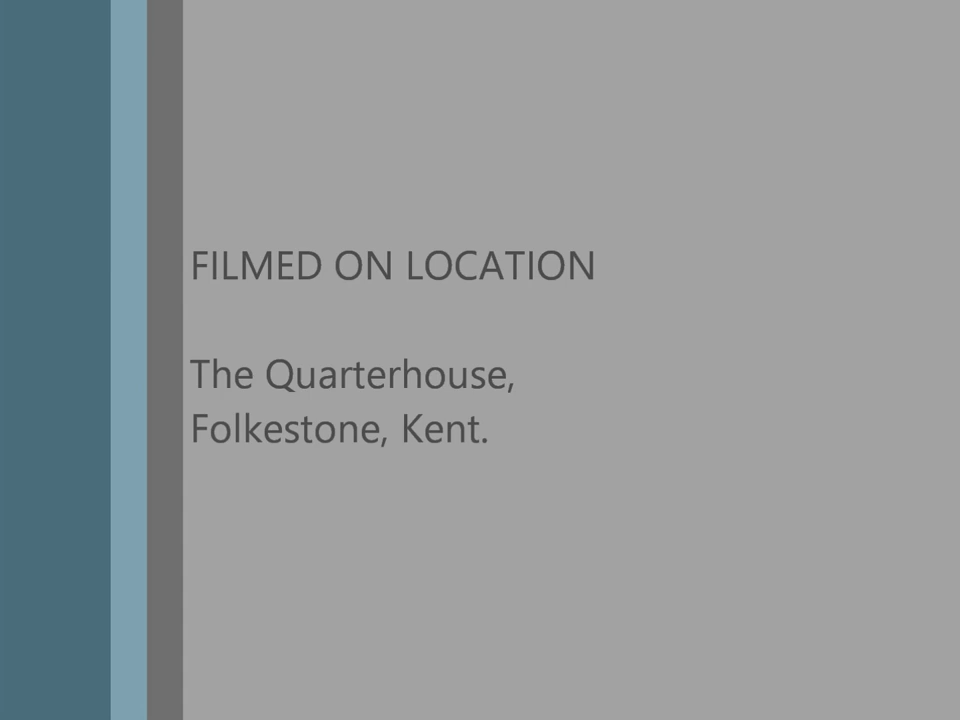 FILMED ON LOCATION
The Quarterhouse,
Folkestone, Kent.